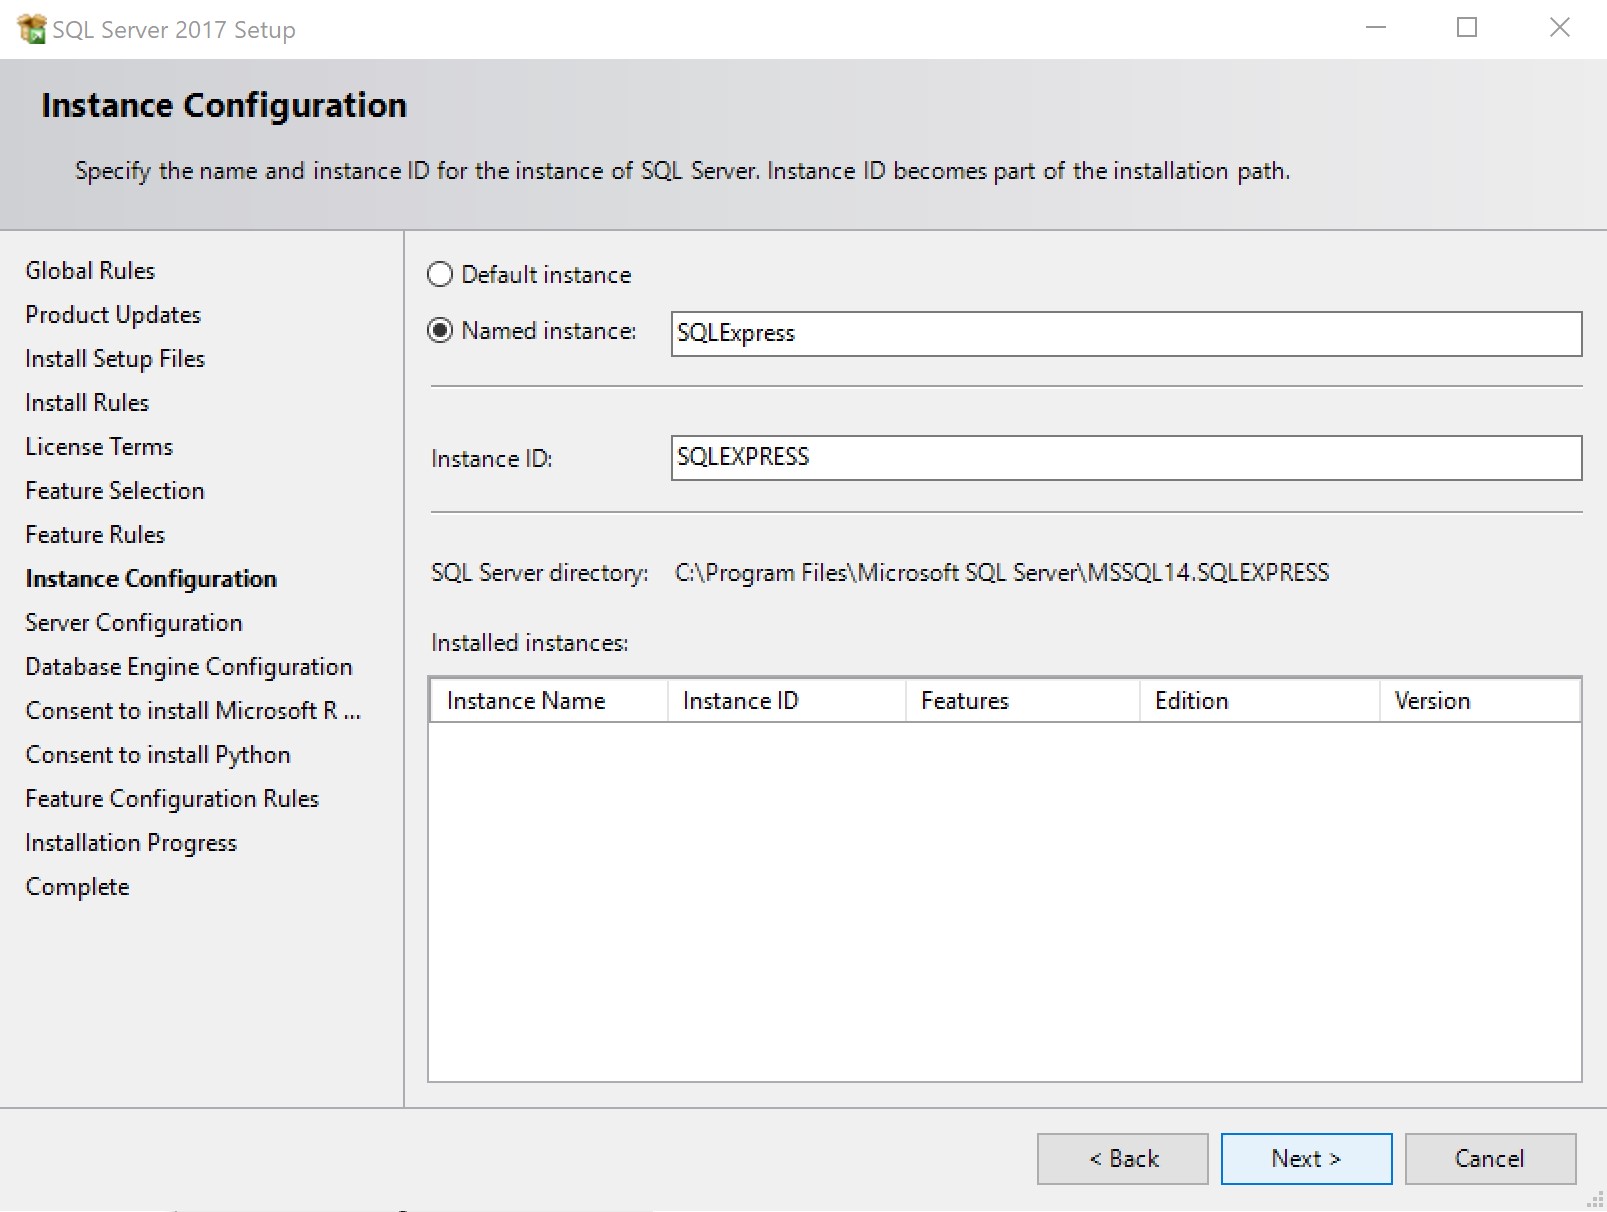 SQL Server 2017 Setup
Instance Configuration
Specify the name and instance ID for the instance of SQL Server. Instance ID becomes part of the installation path.
Global Rules
Product Updates
Install Setup Files
Install Rules
License Terms
Feature Selection
Feature Rules
Instance Configuration
Server Configuration
Database Engine Configuration
Consent to install Microsoft R ...
Consent to install Python
Feature Configuration Rules
Installation Progress
Complete
Default instance
Named instance: SQLExpress
Instance ID: SQLEXPRESS
SQL Server directory: C:\Program Files\Microsoft SQL Server\MSSQL14.SQLEXPRESS
Installed instances:
Instance Name Instance ID Features Edition Version
< Back Next > Cancel